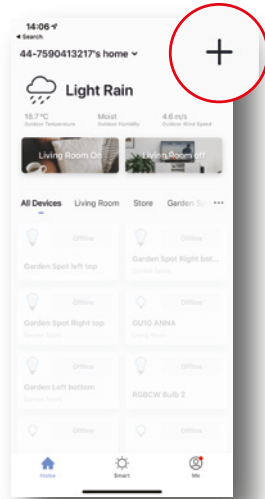 14:06
Search
44-7590413217's home
Light Rain
18.7 °C Moist 4.6 m/s
Outdoor Temperature Outdoor Humidity Outdoor Wind Speed
Living Room On Living Room off
All Devices Living Room Store Garden
Offline Offline
Garden Spot left top Garden Spot Right bot...
Garden Spots
Offline Offline
Garden Spot Right top GU10 ANNA
Offline Offline
Garden Left bottom RGBCW Bulb 2
Offline Offline
Home Smart Me